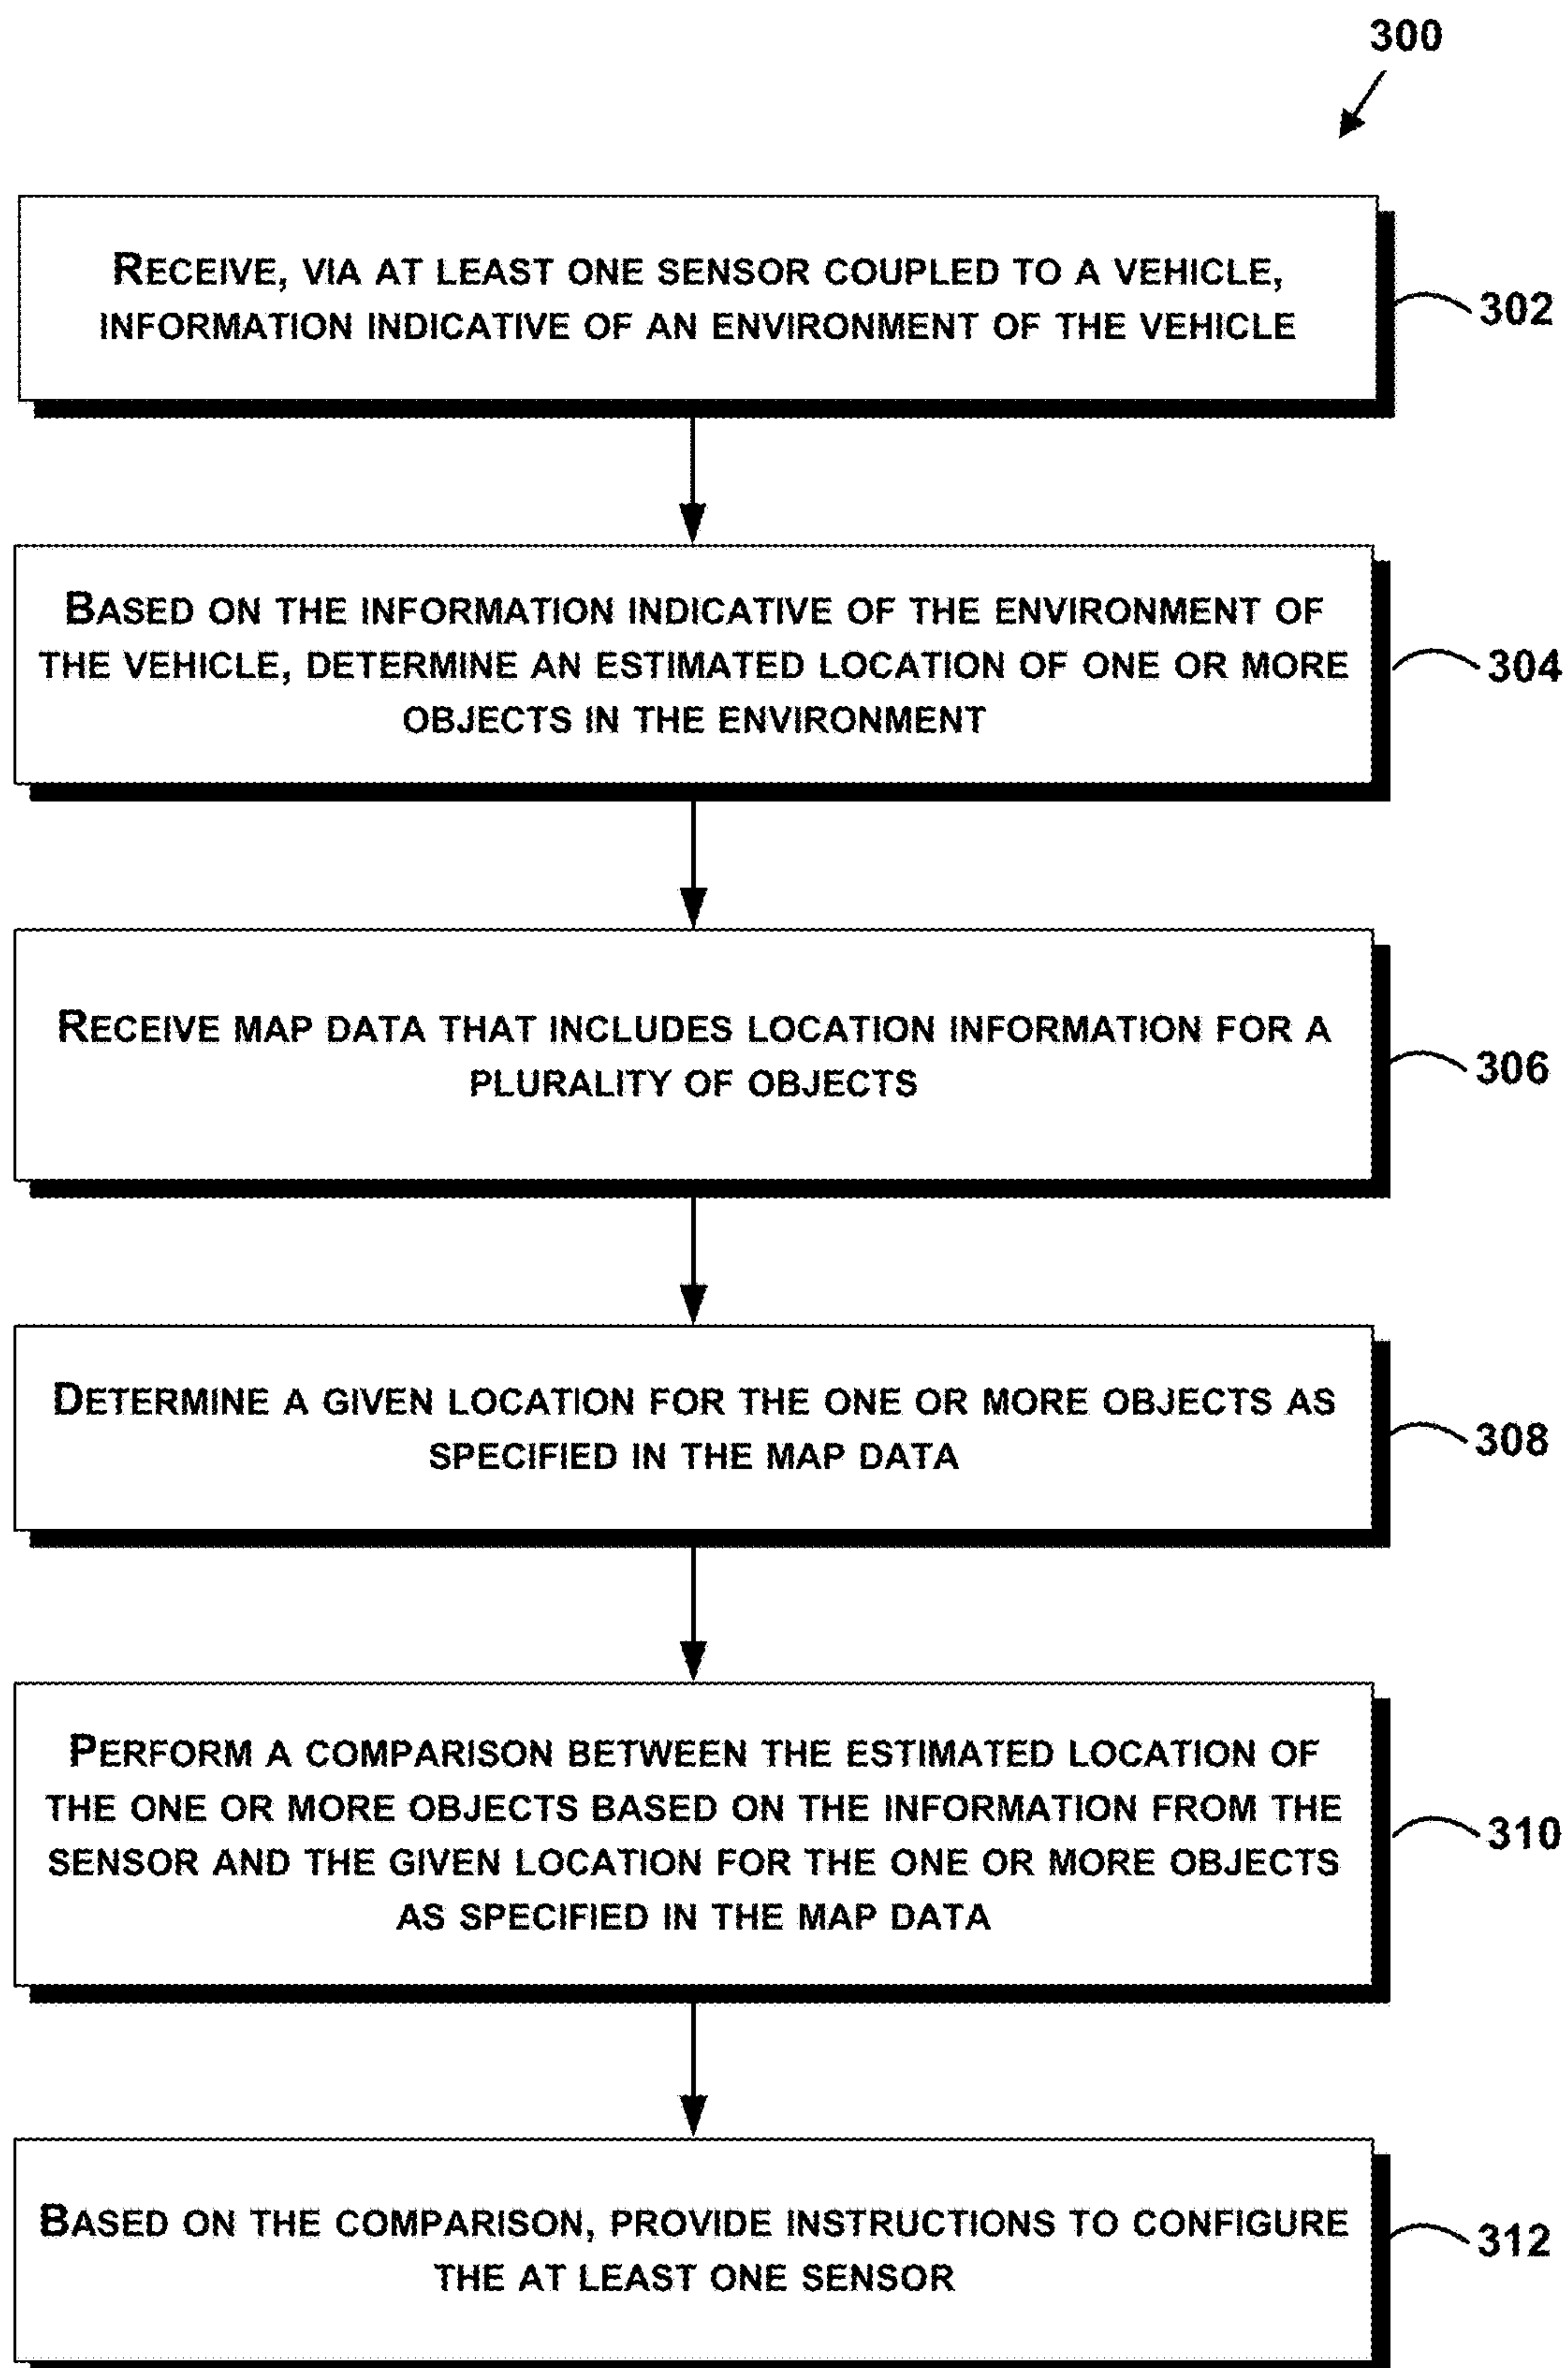 300
RECEIVE, VIA AT LEAST ONE SENSOR COUPLED TO A VEHICLE,
INFORMATION INDICATIVE OF AN ENVIRONMENT OF THE VEHICLE
302
BASED ON THE INFORMATION INDICATIVE OF THE ENVIRONMENT OF
THE VEHICLE, DETERMINE AN ESTIMATED LOCATION OF ONE OR MORE
OBJECTS IN THE ENVIRONMENT
304
RECEIVE MAP DATA THAT INCLUDES LOCATION INFORMATION FOR A
PLURALITY OF OBJECTS
306
DETERMINE A GIVEN LOCATION FOR THE ONE OR MORE OBJECTS AS
SPECIFIED IN THE MAP DATA
308
PERFORM A COMPARISON BETWEEN THE ESTIMATED LOCATION OF
THE ONE OR MORE OBJECTS BASED ON THE INFORMATION FROM THE
SENSOR AND THE GIVEN LOCATION FOR THE ONE OR MORE OBJECTS
AS SPECIFIED IN THE MAP DATA
310
BASED ON THE COMPARISON, PROVIDE INSTRUCTIONS TO CONFIGURE
THE AT LEAST ONE SENSOR
312